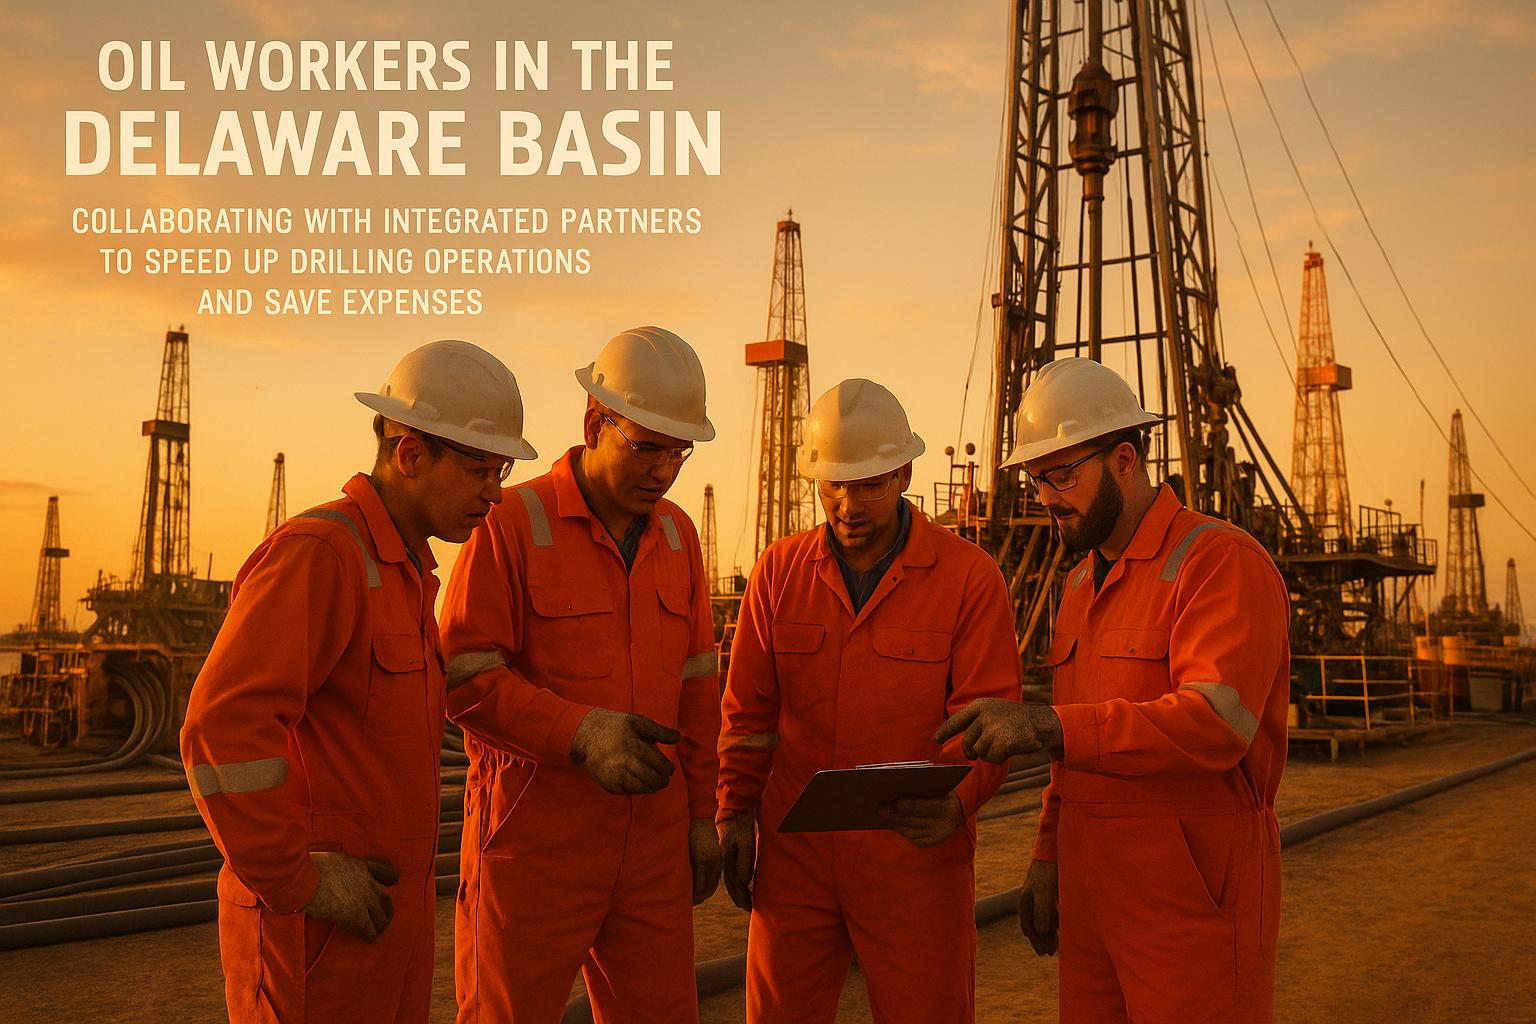 OIL WORKERS IN THE
DELAWARE BASIN
COLLABORATING WITH INTEGRATED PARTNERS
TO SPEED UP DRILLING OPERATIONS
AND SAVE EXPENSES